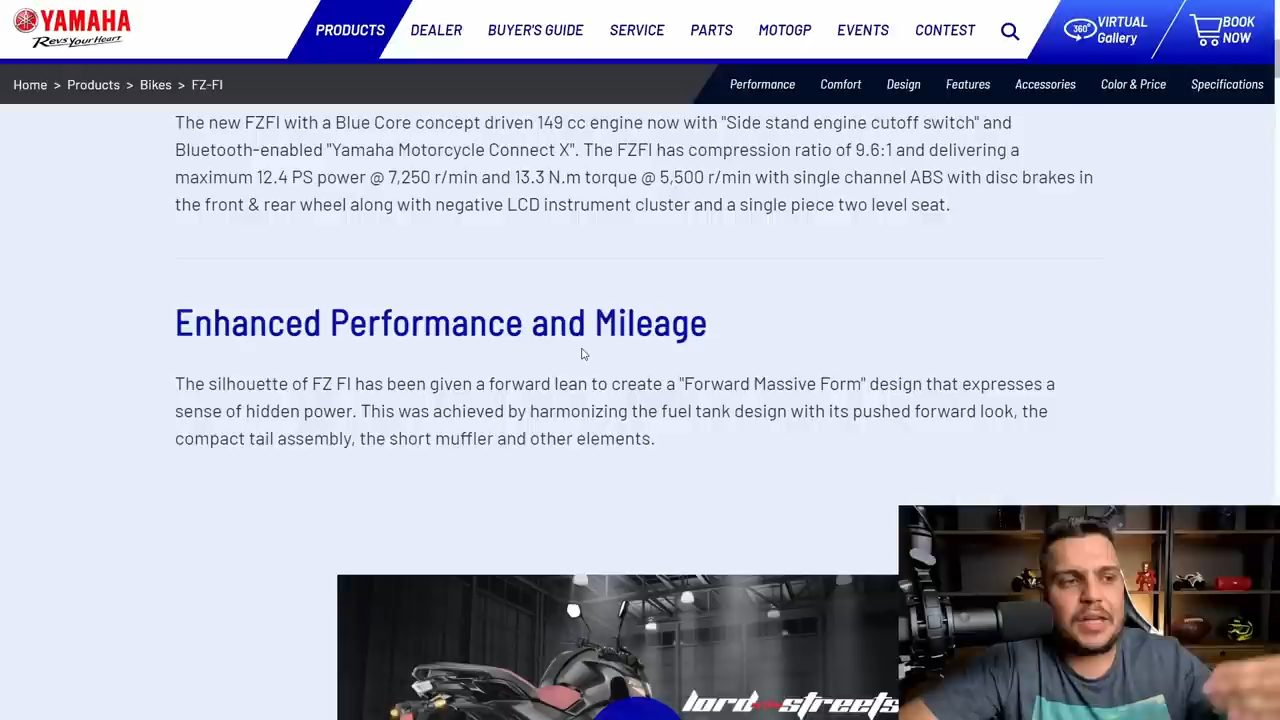 YAMAHA
Revs Your Heart
PRODUCTS
DEALER
BUYER'S GUIDE
SERVICE
PARTS
MOTOGP
EVENTS
CONTEST
360°
VIRTUAL
Gallery
BOOK
NOW
Home > Products > Bikes > FZ-FI
Performance
Comfort
Design
Features
Accessories
Color & Price
Specifications
The new FZFI with a Blue Core concept driven 149 cc engine now with "Side stand engine cutoff switch" and
Bluetooth-enabled "Yamaha Motorcycle Connect X". The FZFI has compression ratio of 9.6:1 and delivering a
maximum 12.4 PS power @ 7,250 r/min and 13.3 N.m torque @ 5,500 r/min with single channel ABS with disc brakes in
the front & rear wheel along with negative LCD instrument cluster and a single piece two level seat.
Enhanced Performance and Mileage
The silhouette of FZ FI has been given a forward lean to create a "Forward Massive Form" design that expresses a
sense of hidden power. This was achieved by harmonizing the fuel tank design with its pushed forward look, the
compact tail assembly, the short muffler and other elements.
lord
streets